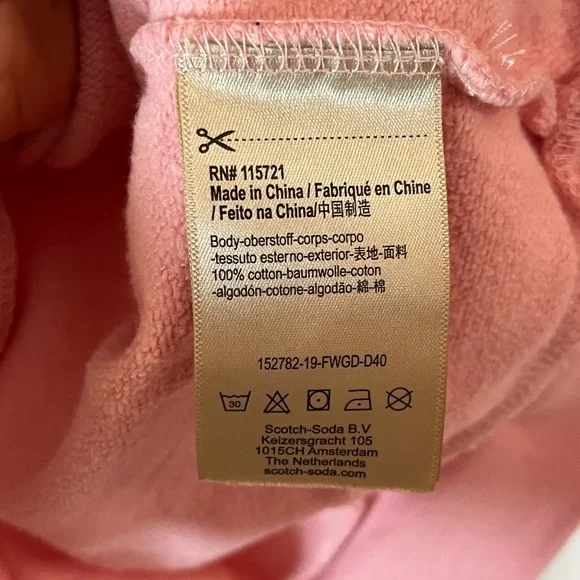 RN# 115721
Made in China / Fabriqué en Chine
/ Feito na China/中国制造
Body-oberstoff-corps-corpo
-tessuto esterno-exterior-表地-面料
100% cotton-baumwolle-coton
-algodón-cotone-algodão-綿-棉
152782-19-FWGD-D40
30
Scotch-Soda B.V
Keizersgracht 105
1015CH Amsterdam
The Netherlands
scotch-soda.com